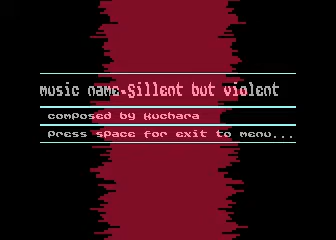 music name-Sillent but violent
composed by Kuchara
Press space for exit to menu...